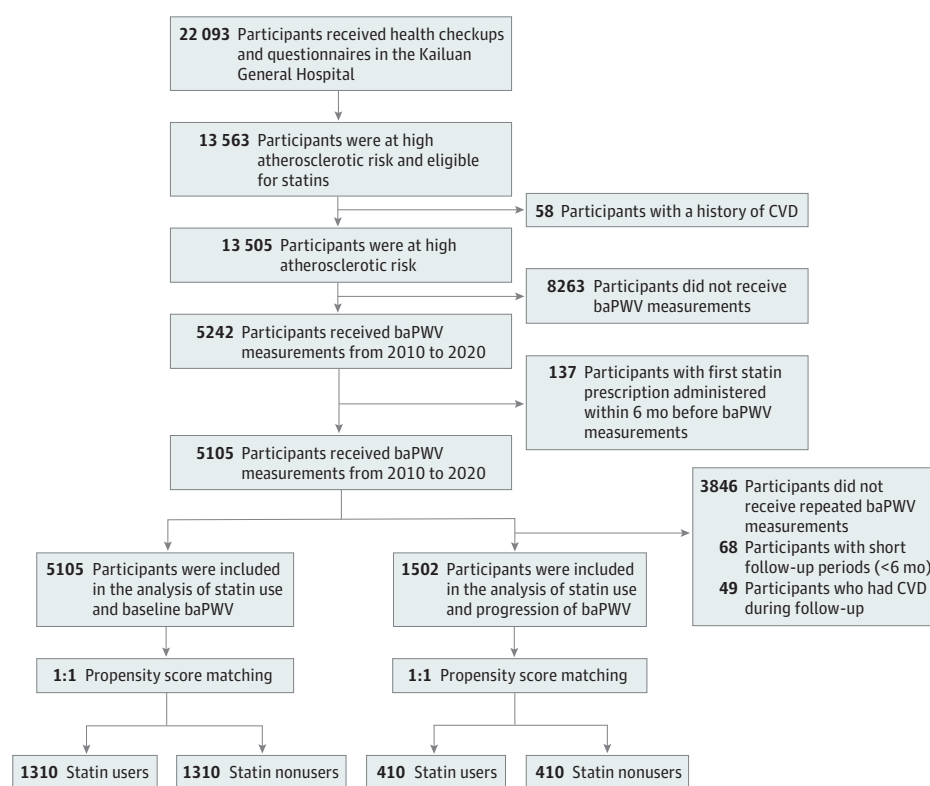 22 093 Participants received health checkups
and questionnaires in the Kailuan
General Hospital
13 563 Participants were at high
atherosclerotic risk and eligible
for statins
58 Participants with a history of CVD
13 505 Participants were at high
atherosclerotic risk
8263 Participants did not receive
baPWV measurements
5242 Participants received baPWV
measurements from 2010 to 2020
137 Participants with first statin
prescription administered
within 6 mo before baPWV
measurements
5105 Participants received baPWV
measurements from 2010 to 2020
3846 Participants did not
receive repeated baPWV
measurements
68 Participants with short
follow-up periods (<6 mo)
49 Participants who had CVD
during follow-up
5105 Participants were included
in the analysis of statin use
and baseline baPWV
1502 Participants were included
in the analysis of statin use
and progression of baPWV
1:1 Propensity score matching
1:1 Propensity score matching
1310 Statin users
1310 Statin nonusers
410 Statin users
410 Statin nonusers